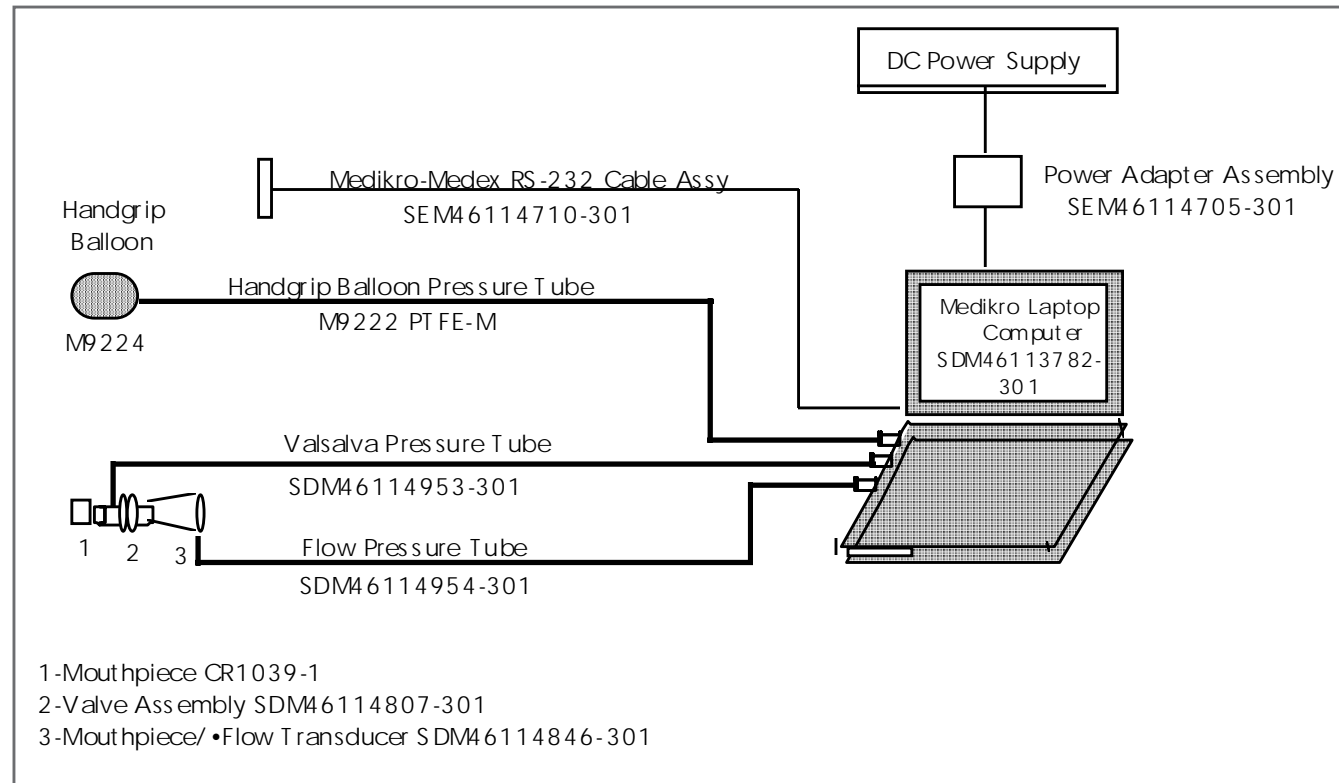 DC Power Supply
Medikro-Medex RS-232 Cable Assy
SEM46114710-301
Power Adapter Assembly
SEM46114705-301
Handgrip
Balloon
M9224
Handgrip Balloon Pressure Tube
M9222 PTFE-M
Medikro Laptop
Computer
SDM46113782-
301
Valsalva Pressure Tube
SDM46114953-301
1 2 3
Flow Pressure Tube
SDM46114954-301
1-Mouthpiece CR1039-1
2-Valve Assembly SDM46114807-301
3-Mouthpiece/•Flow Transducer SDM46114846-301